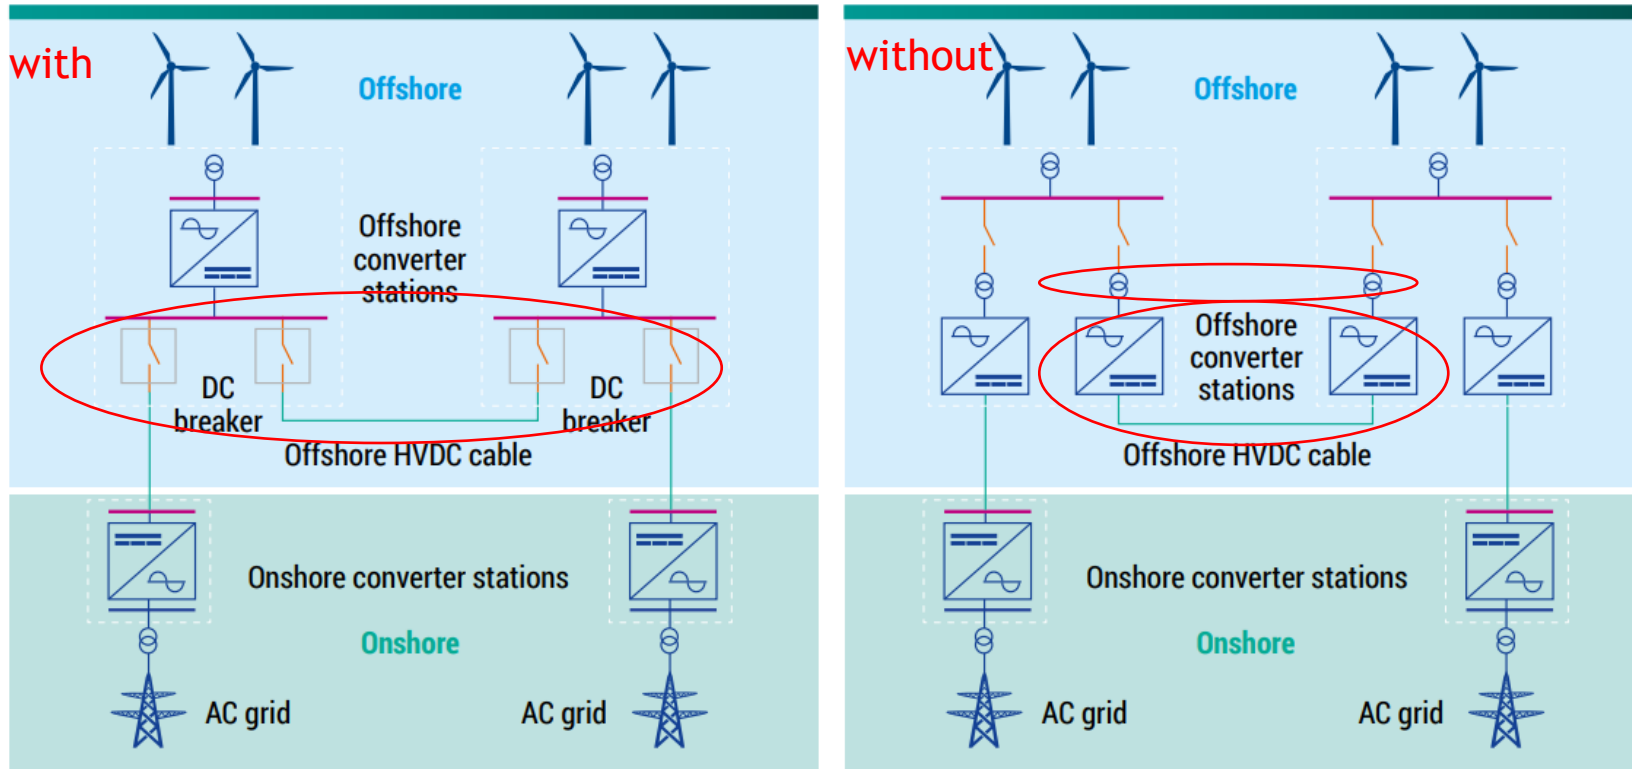 with
Offshore
Offshore
converter
stations
DC
breaker
DC
breaker
Offshore HVDC cable
Onshore converter stations
Onshore
AC grid
AC grid
without
Offshore
Offshore
converter
stations
Offshore HVDC cable
Onshore converter stations
Onshore
AC grid
AC grid